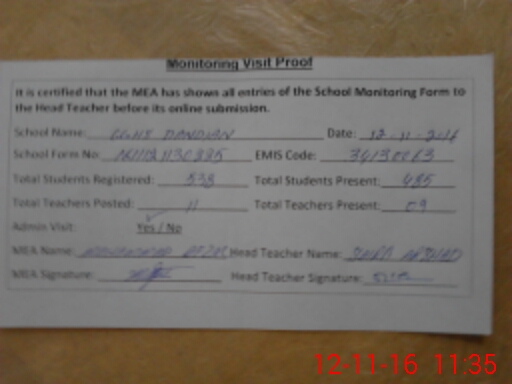 Monitoring Visit Proof
It is certified that the MEA has shown all entries of the School Monitoring Form to
the Head Teacher before its online submission.
School Name: Date: 12-11-2016
School Form No: EMIS Code:
Total Students Registered: 538 Total Students Present: 485
Total Teachers Posted: 11 Total Teachers Present: 09
Admin Visit: Yes / No
MEA Name: Head Teacher Name:
MEA Signature: Head Teacher Signature:
12-11-16 11:35